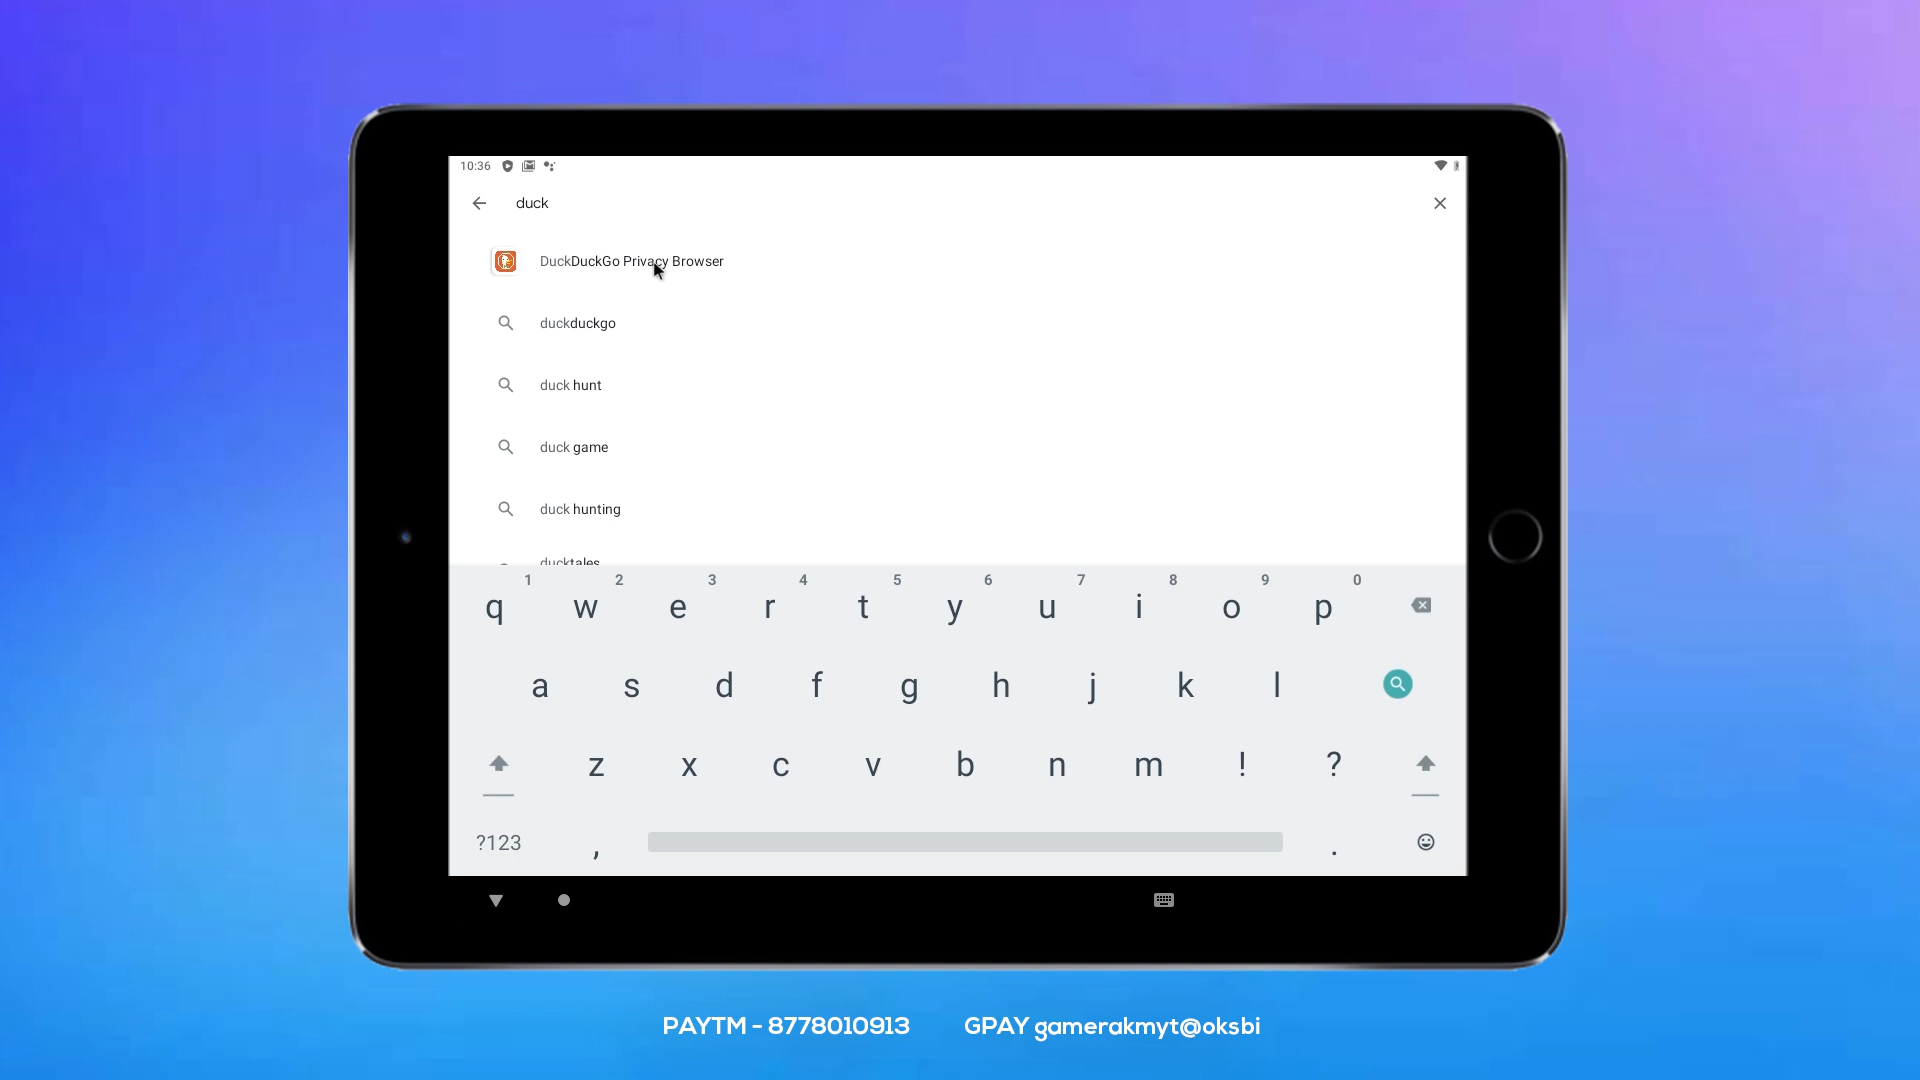 10:36
duck
DuckDuckGo Privacy Browser
duckduckgo
duck hunt
duck game
duck hunting
ducktales
1 2 3 4 5 6 7 8 9 0
q w e r t y u i o p
a s d f g h j k l
z x c v b n m ! ?
?123 , .
PAYTM - 8778010913 GPAY gamerakmyt@oksbi